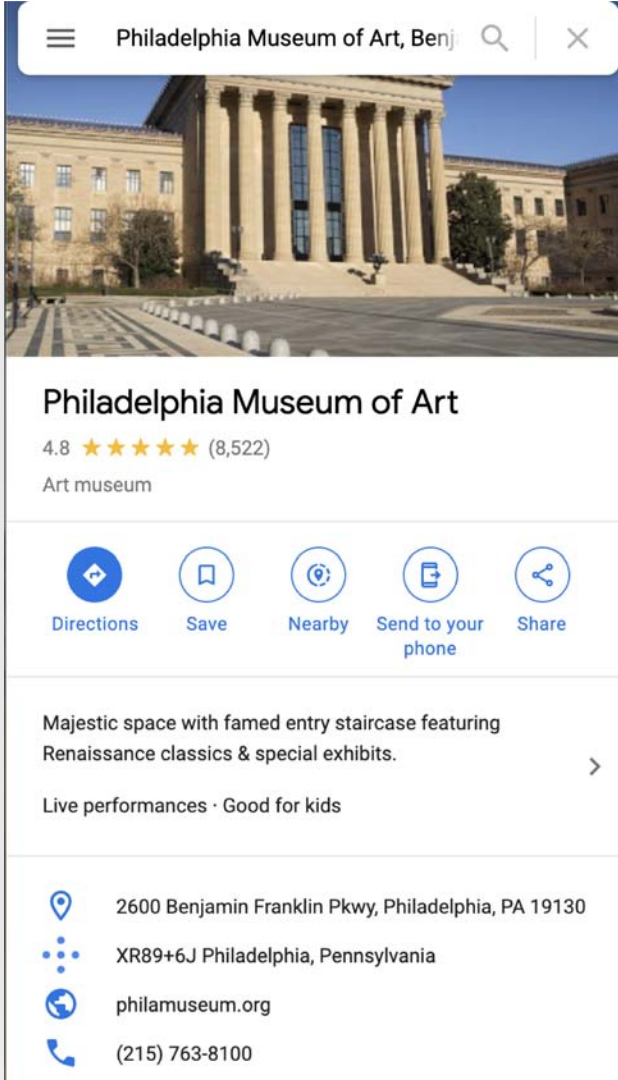 Philadelphia Museum of Art, Benj
Philadelphia Museum of Art
4.8 (8,522)
Art museum
Directions
Save
Nearby
Send to your
phone
Share
Majestic space with famed entry staircase featuring
Renaissance classics & special exhibits.
Live performances · Good for kids
2600 Benjamin Franklin Pkwy, Philadelphia, PA 19130
XR89+6J Philadelphia, Pennsylvania
philamuseum.org
(215) 763-8100